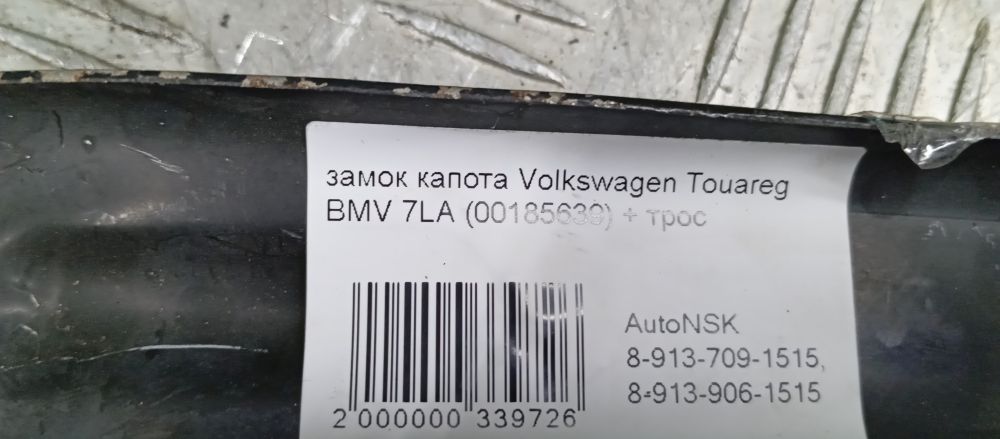 замок капота Volkswagen Touareg
BMV 7LA (00185639) + трос
AutoNSK
8-913-709-1515,
8-913-906-1515
2 000000 339726